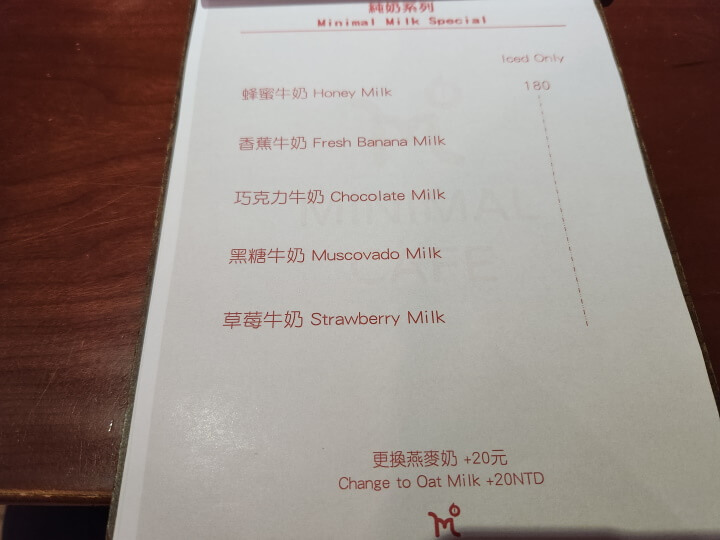 純奶系列
Minimal Milk Special
Iced Only
蜂蜜牛奶 Honey Milk 180
香蕉牛奶 Fresh Banana Milk
巧克力牛奶 Chocolate Milk
黑糖牛奶 Muscovado Milk
草莓牛奶 Strawberry Milk
更換燕麥奶 +20元
Change to Oat Milk +20NTD